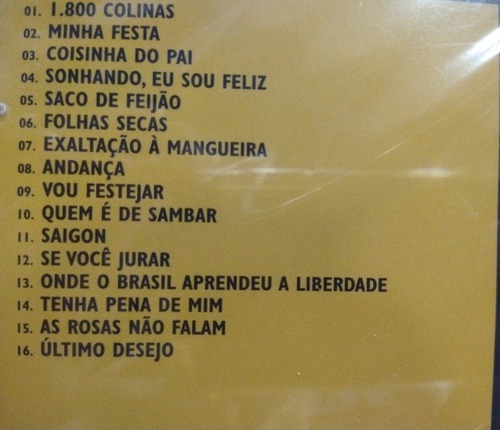 01. 1.800 COLINAS
02. MINHA FESTA
03. COISINHA DO PAI
04. SONHANDO, EU SOU FELIZ
05. SACO DE FEIJÃO
06. FOLHAS SECAS
07. EXALTAÇÃO À MANGUEIRA
08. ANDANÇA
09. VOU FESTEJAR
10. QUEM É DE SAMBAR
11. SAIGON
12. SE VOCÊ JURAR
13. ONDE O BRASIL APRENDEU A LIBERDADE
14. TENHA PENA DE MIM
15. AS ROSAS NÃO FALAM
16. ÚLTIMO DESEJO